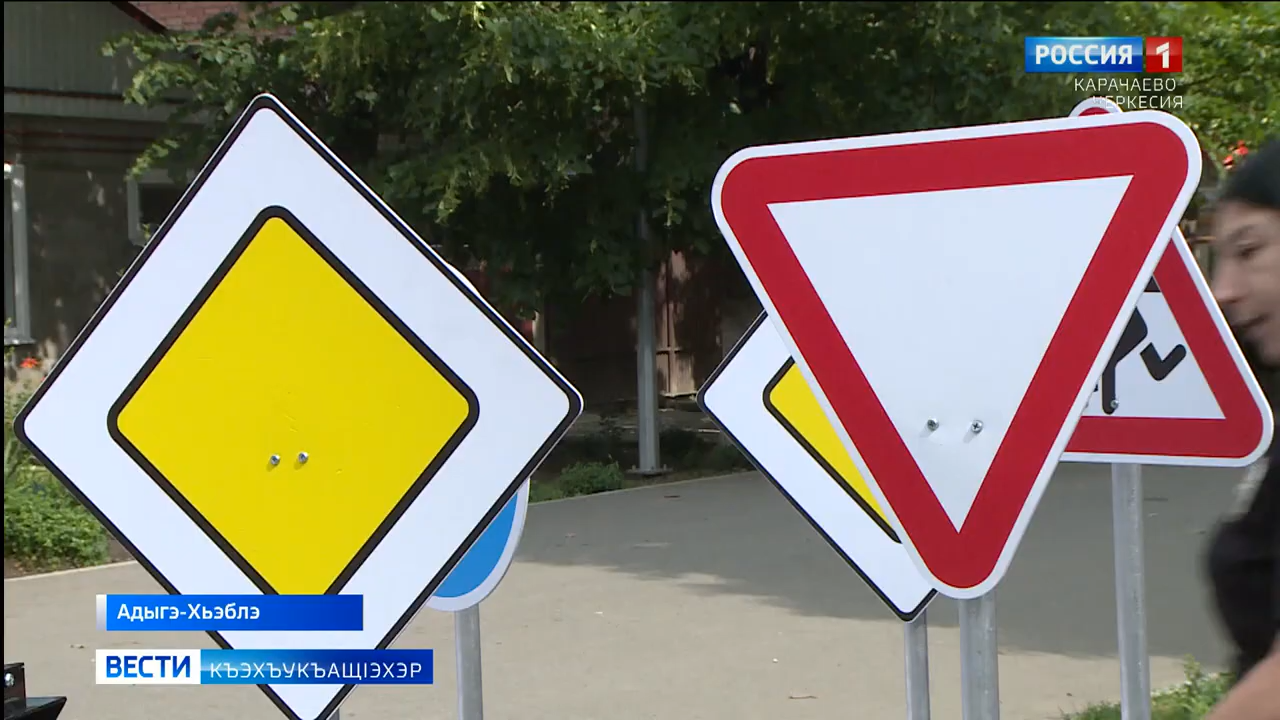 РОССИЯ 1
КАРАЧАЕВО-
ЧЕРКЕСИЯ
Адыгэ-Хьэблэ
ВЕСТИ КЪЭХЪУКЪАЩІЭХЭР